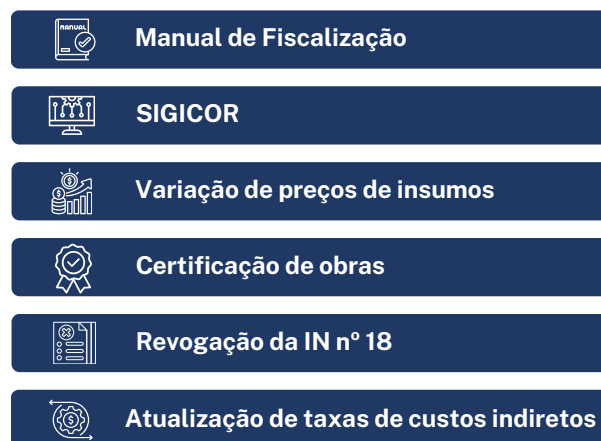 MANUAL
Manual de Fiscalização
SIGICOR
Variação de preços de insumos
Certificação de obras
Revogação da IN nº 18
Atualização de taxas de custos indiretos